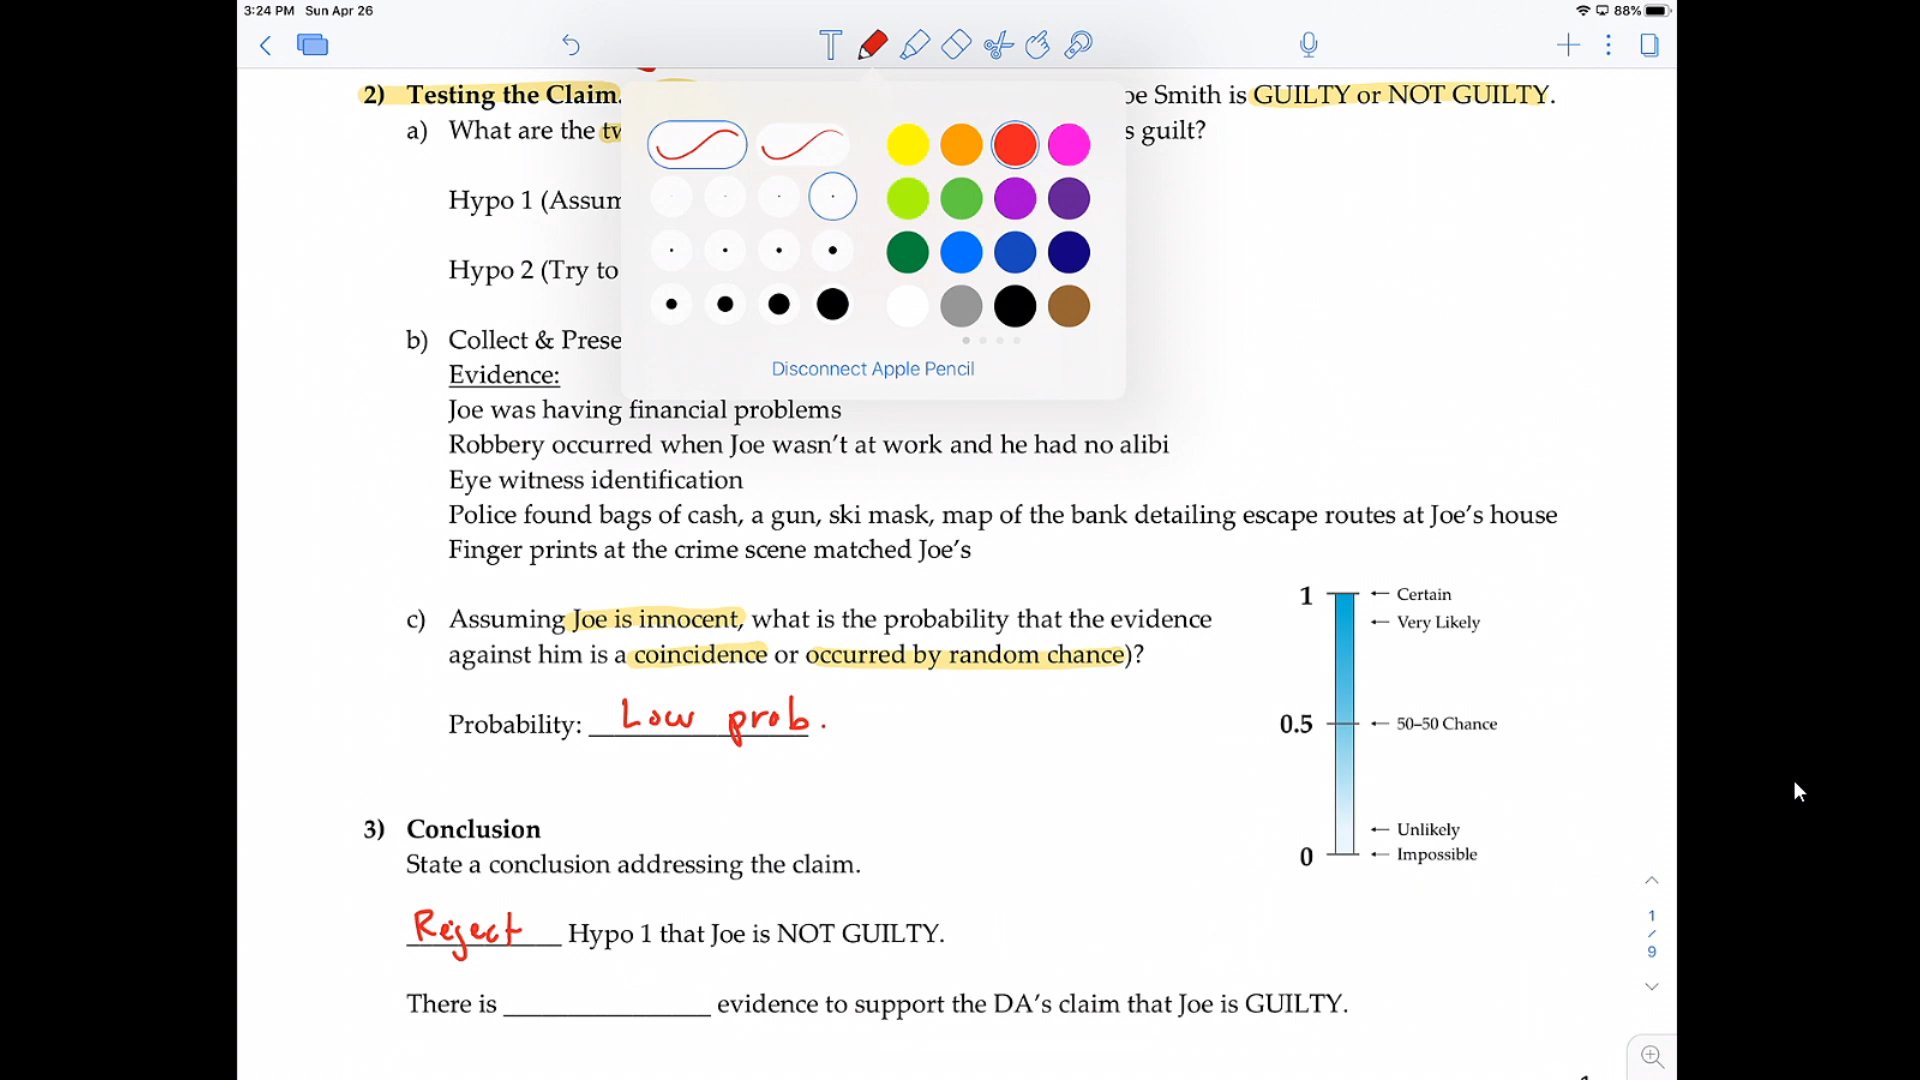 3:24 PM Sun Apr 26
88%
2) Testing the Claim.
oe Smith is GUILTY or NOT GUILTY.
a) What are the tw
s guilt?
Hypo 1 (Assum
Hypo 2 (Try to
b) Collect & Prese
Disconnect Apple Pencil
Evidence:
Joe was having financial problems
Robbery occurred when Joe wasn't at work and he had no alibi
Eye witness identification
Police found bags of cash, a gun, ski mask, map of the bank detailing escape routes at Joe's house
Finger prints at the crime scene matched Joe's
c) Assuming Joe is innocent, what is the probability that the evidence
against him is a coincidence or occurred by random chance)?
Probability: Low prob.
1 ← Certain
← Very Likely
0.5 ← 50–50 Chance
← Unlikely
0 ← Impossible
3) Conclusion
State a conclusion addressing the claim.
Reject Hypo 1 that Joe is NOT GUILTY.
There is ________________ evidence to support the DA's claim that Joe is GUILTY.
1
/
9